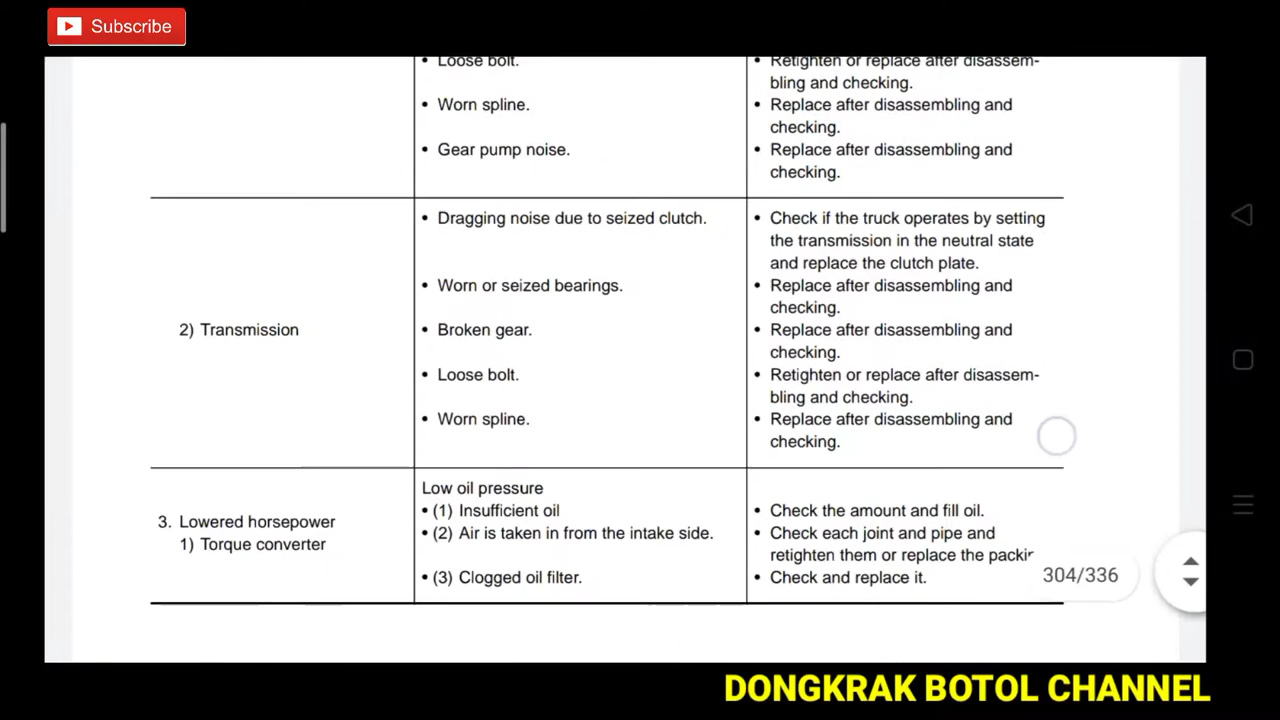 Subscribe
• Loose bolt.
• Retighten or replace after disassem-
bling and checking.
• Worn spline.
• Replace after disassembling and
checking.
• Gear pump noise.
• Replace after disassembling and
checking.
2) Transmission
• Dragging noise due to seized clutch.
• Check if the truck operates by setting
the transmission in the neutral state
and replace the clutch plate.
• Worn or seized bearings.
• Replace after disassembling and
checking.
• Broken gear.
• Replace after disassembling and
checking.
• Loose bolt.
• Retighten or replace after disassem-
bling and checking.
• Worn spline.
• Replace after disassembling and
checking.
3. Lowered horsepower
1) Torque converter
Low oil pressure
• (1) Insufficient oil
• Check the amount and fill oil.
• (2) Air is taken in from the intake side.
• Check each joint and pipe and
retighten them or replace the
• (3) Clogged oil filter.
• Check and replace it.
304/336
DONGKRAK BOTOL CHANNEL